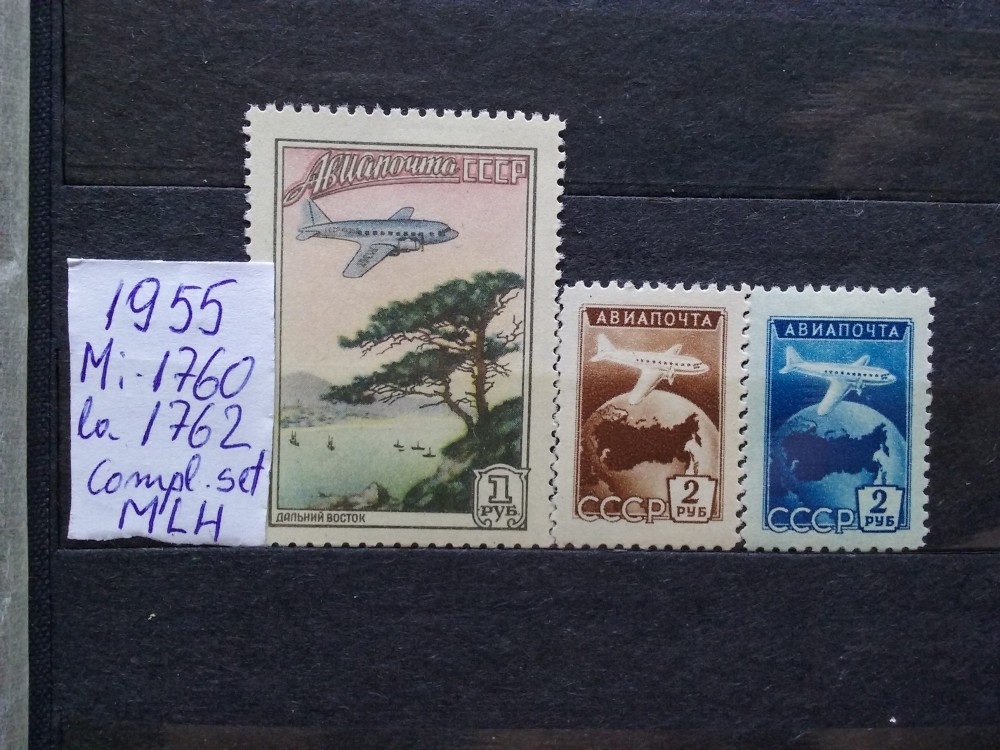 1955
Mi-1760
la 1762
compl. set
MLH
Авиапочта СССР
1
РУБ
ДАЛЬНИЙ ВОСТОК
АВИАПОЧТА
СССР 2
РУБ
АВИАПОЧТА
СССР 2
РУБ